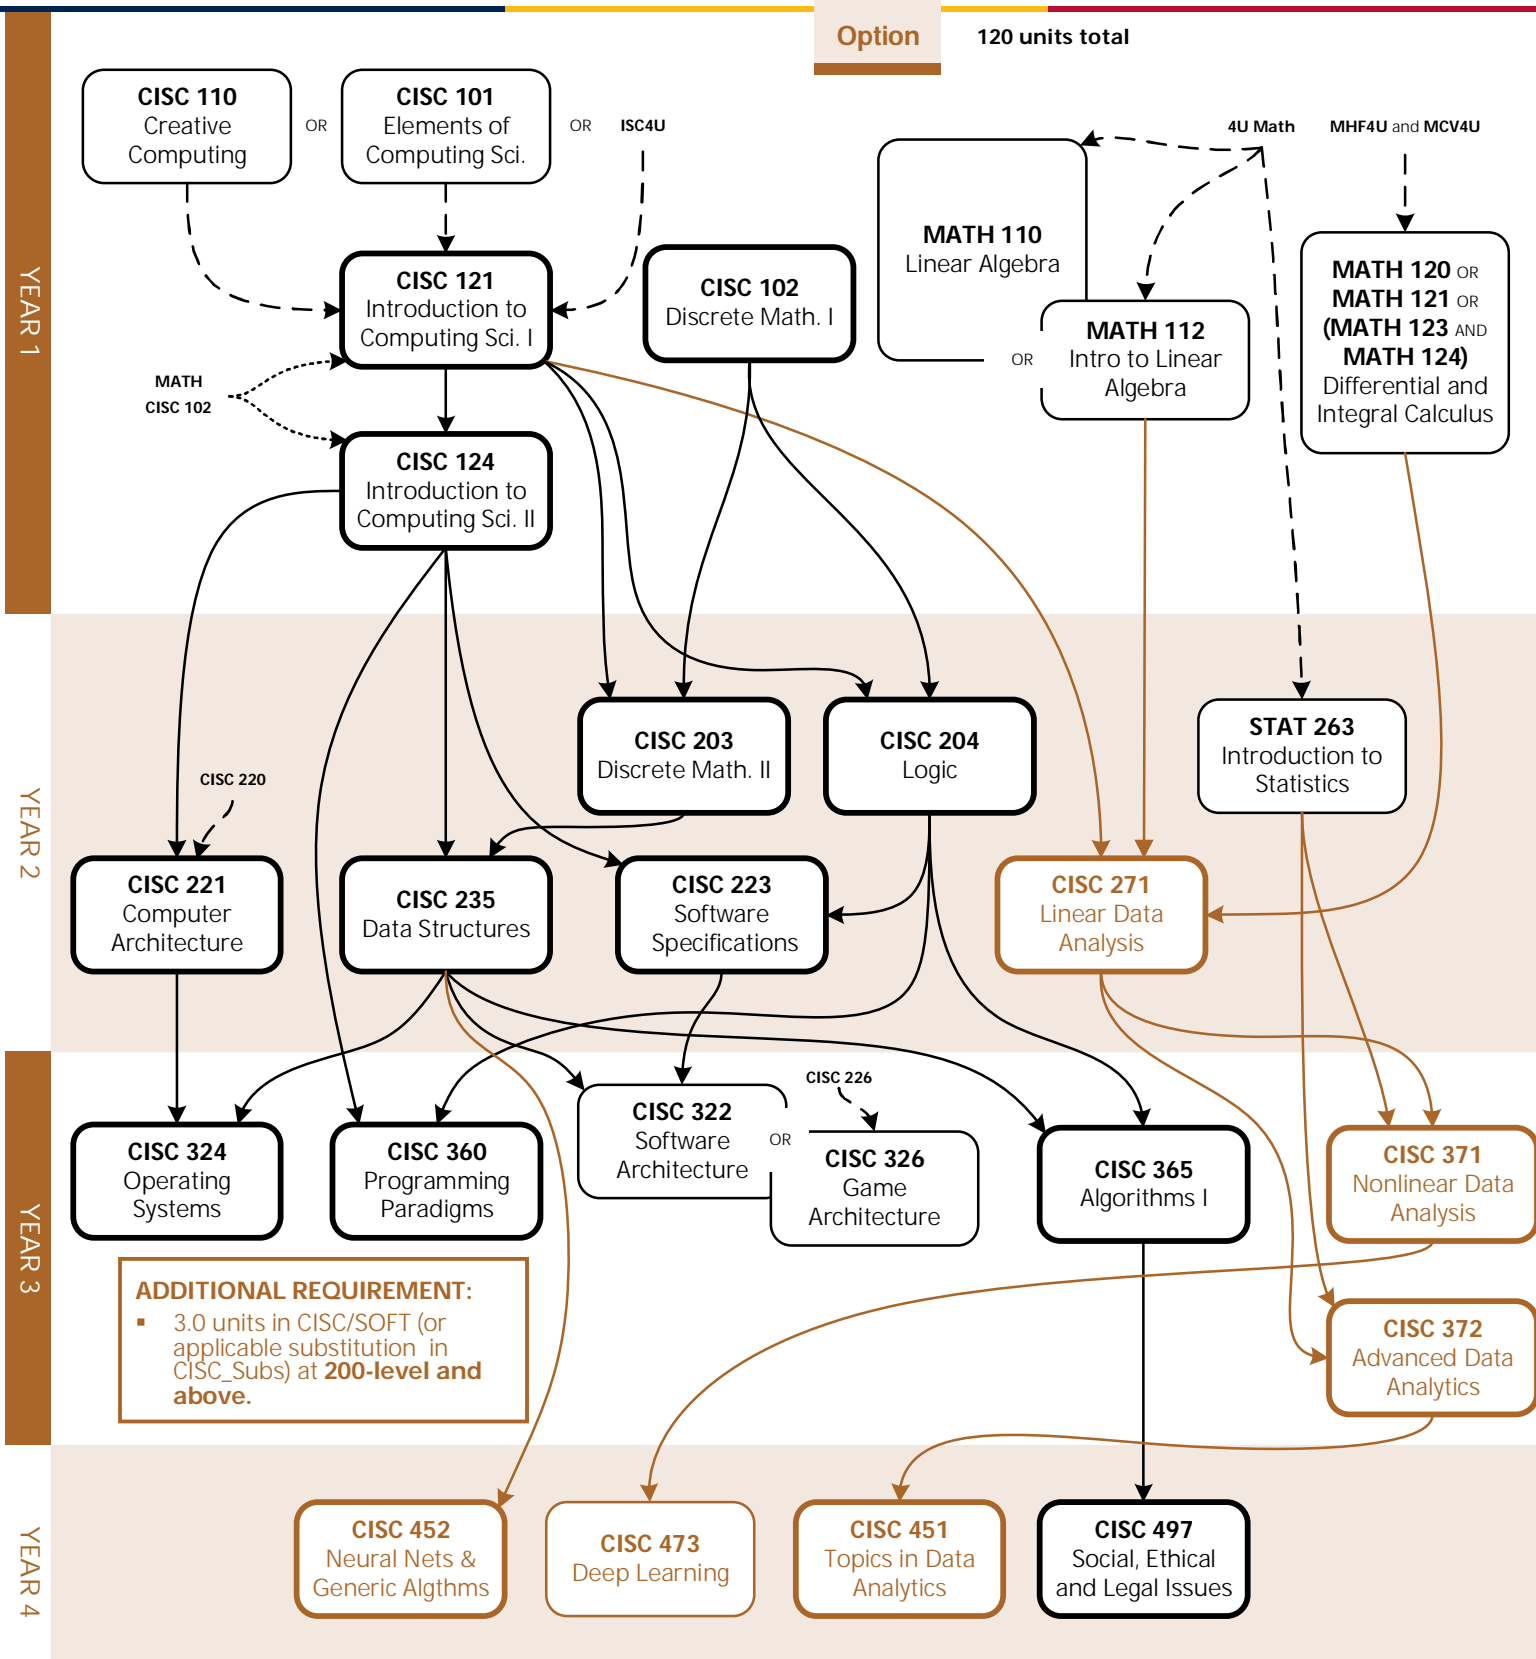 Option
120 units total
YEAR 1
CISC 110
Creative
Computing
OR
CISC 101
Elements of
Computing Sci.
OR
ISC4U
4U Math
MHF4U and MCV4U
CISC 121
Introduction to
Computing Sci. I
CISC 102
Discrete Math. I
MATH 110
Linear Algebra
OR
MATH 112
Intro to Linear
Algebra
MATH 120 OR
MATH 121 OR
(MATH 123 AND
MATH 124)
Differential and
Integral Calculus
MATH
CISC 102
CISC 124
Introduction to
Computing Sci. II
YEAR 2
CISC 203
Discrete Math. II
CISC 204
Logic
STAT 263
Introduction to
Statistics
CISC 220
CISC 221
Computer
Architecture
CISC 235
Data Structures
CISC 223
Software
Specifications
CISC 271
Linear Data
Analysis
YEAR 3
CISC 324
Operating
Systems
CISC 360
Programming
Paradigms
CISC 322
Software
Architecture
OR
CISC 226
CISC 326
Game
Architecture
CISC 365
Algorithms I
CISC 371
Nonlinear Data
Analysis
ADDITIONAL REQUIREMENT:
▪ 3.0 units in CISC/SOFT (or
applicable substitution in
CISC_Subs) at 200-level and
above.
CISC 372
Advanced Data
Analytics
YEAR 4
CISC 452
Neural Nets &
Generic Algthms
CISC 473
Deep Learning
CISC 451
Topics in Data
Analytics
CISC 497
Social, Ethical
and Legal Issues